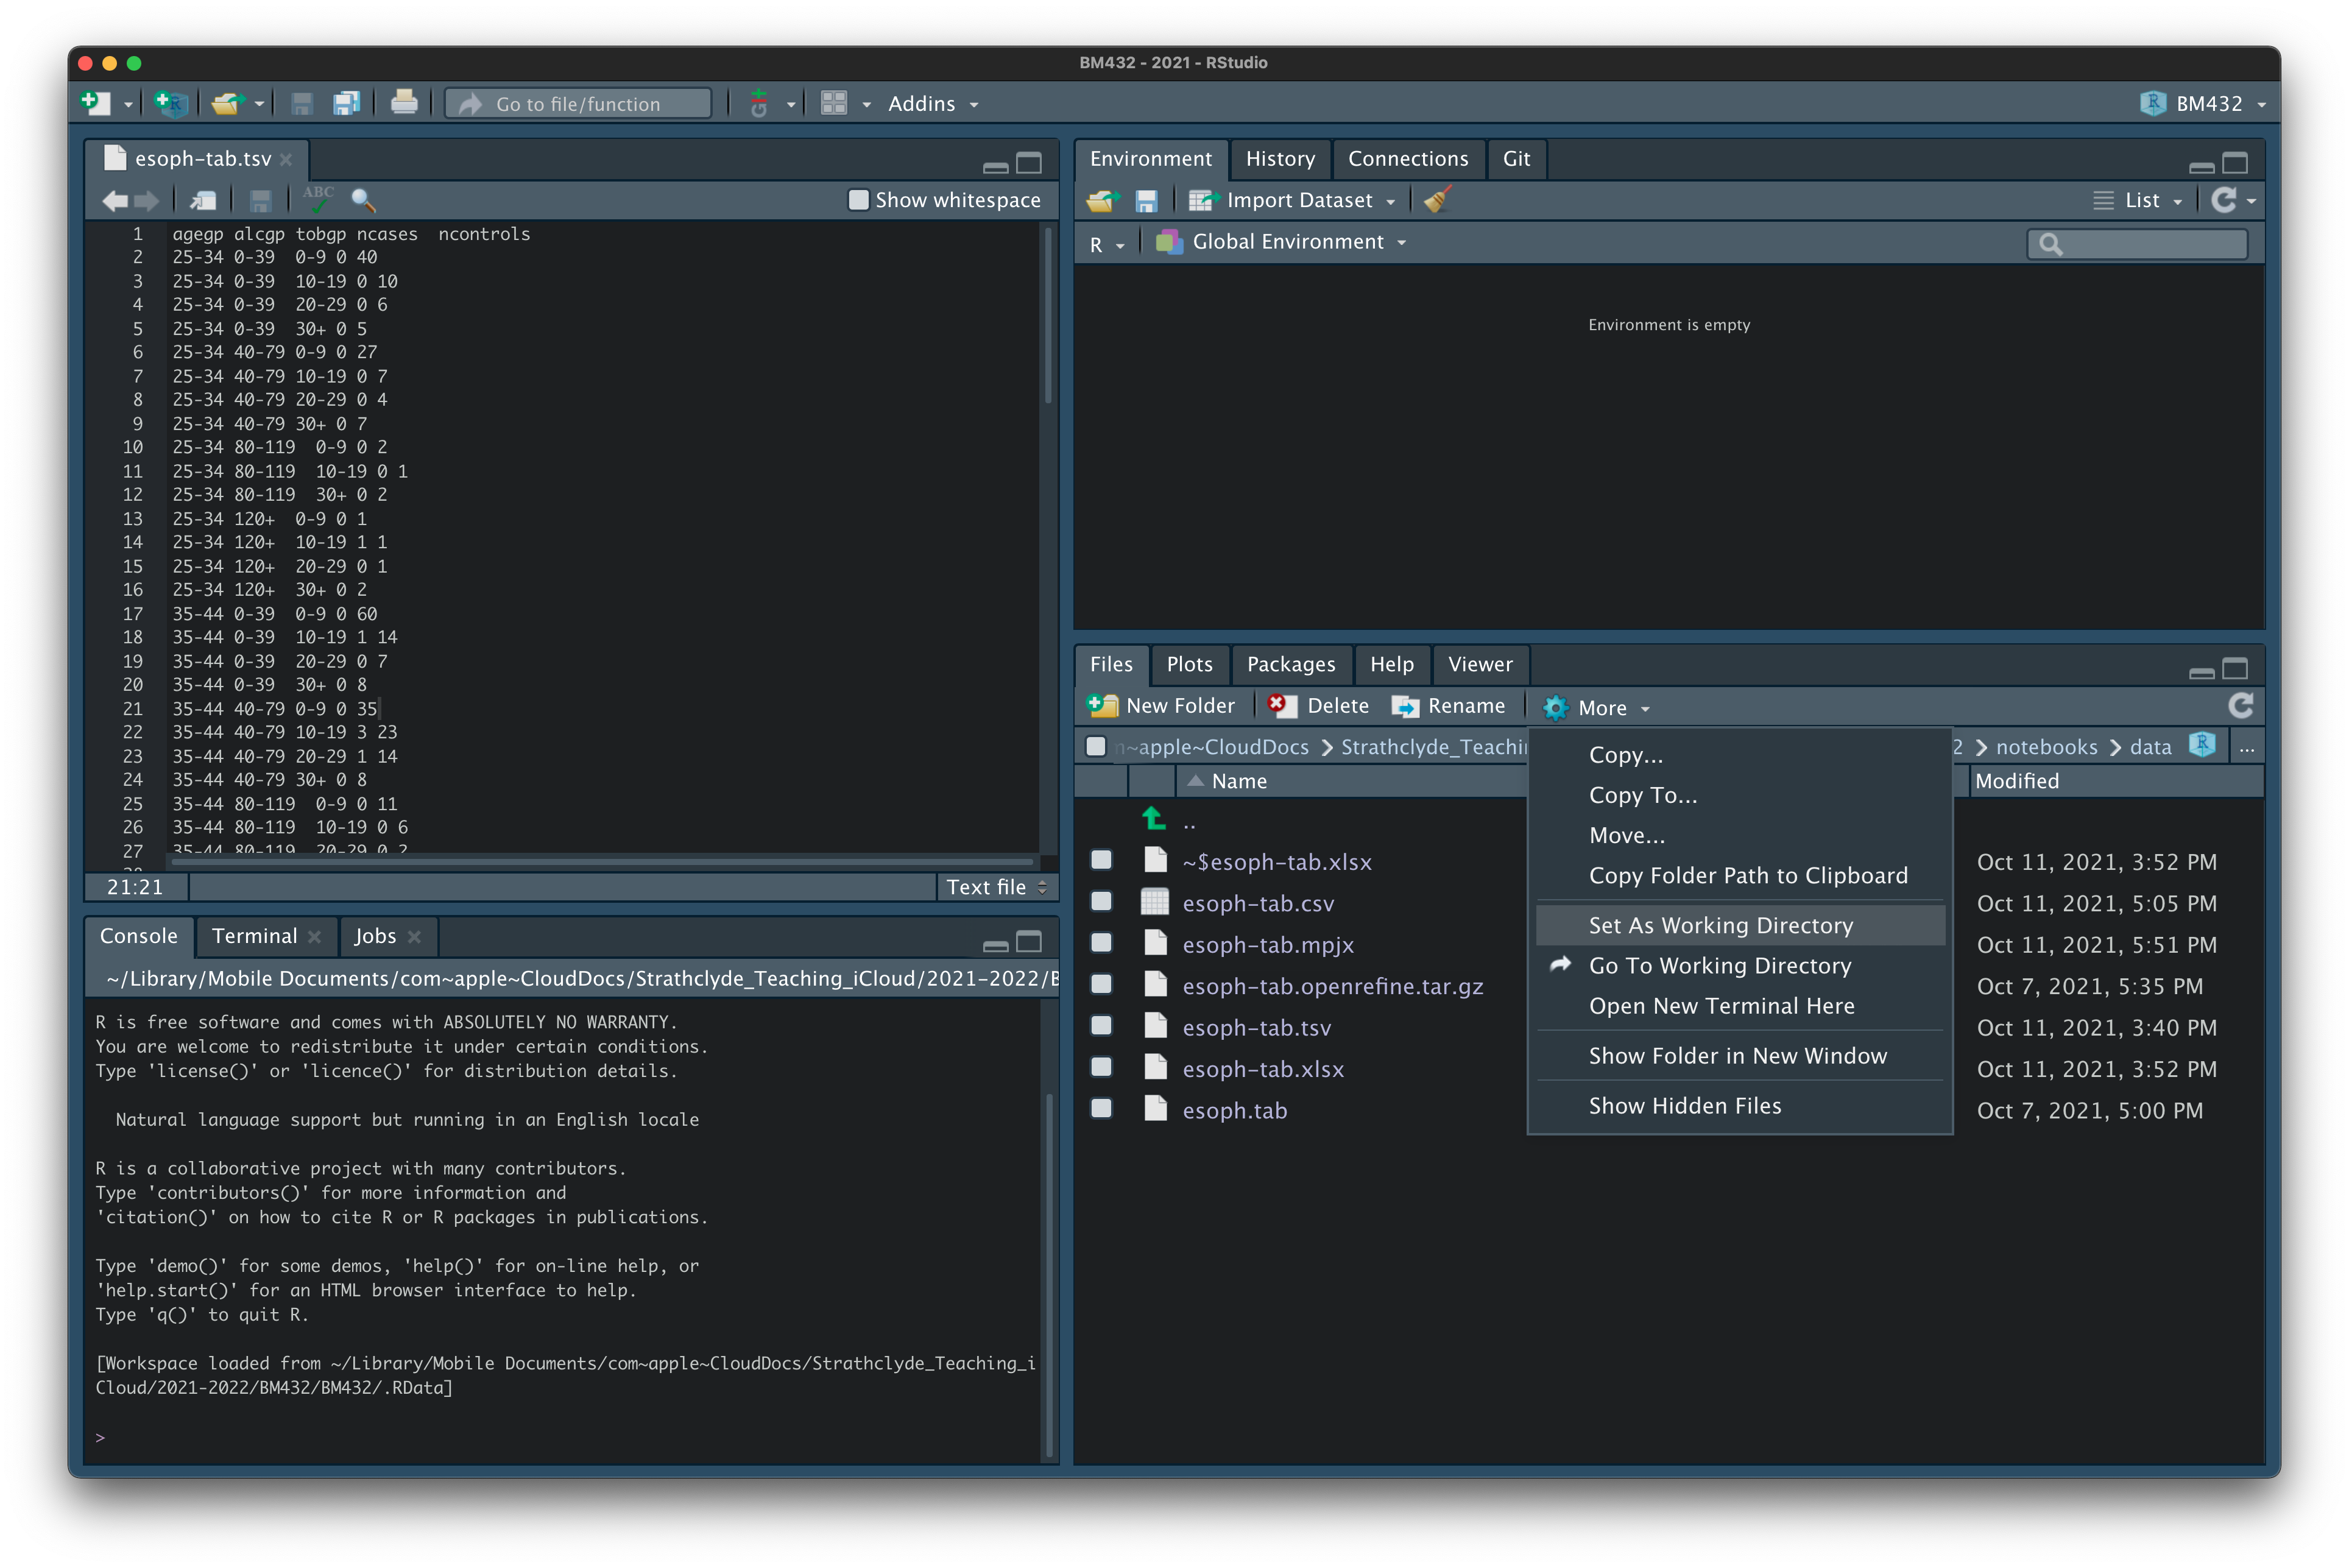 BM432 - 2021 - RStudio
Go to file/function
Addins
BM432
esoph-tab.tsv
ABC
Show whitespace
1 agegp alcgp tobgp ncases  ncontrols
2 25-34 0-39  0-9 0 40
3 25-34 0-39  10-19 0 10
4 25-34 0-39  20-29 0 6
5 25-34 0-39  30+ 0 5
6 25-34 40-79 0-9 0 27
7 25-34 40-79 10-19 0 7
8 25-34 40-79 20-29 0 4
9 25-34 40-79 30+ 0 7
10 25-34 80-119  0-9 0 2
11 25-34 80-119  10-19 0 1
12 25-34 80-119  30+ 0 2
13 25-34 120+  0-9 0 1
14 25-34 120+  10-19 1 1
15 25-34 120+  20-29 0 1
16 25-34 120+  30+ 0 2
17 35-44 0-39  0-9 0 60
18 35-44 0-39  10-19 1 14
19 35-44 0-39  20-29 0 7
20 35-44 0-39  30+ 0 8
21 35-44 40-79 0-9 0 35
22 35-44 40-79 10-19 3 23
23 35-44 40-79 20-29 1 14
24 35-44 40-79 30+ 0 8
25 35-44 80-119  0-9 0 11
26 35-44 80-119  10-19 0 6
27 35-44 80-119  20-29 0 2
21:21
Text file
Console Terminal Jobs
~/Library/Mobile Documents/com~apple~CloudDocs/Strathclyde_Teaching_iCloud/2021-2022/B
R is free software and comes with ABSOLUTELY NO WARRANTY.
You are welcome to redistribute it under certain conditions.
Type 'license()' or 'licence()' for distribution details.
Natural language support but running in an English locale
R is a collaborative project with many contributors.
Type 'contributors()' for more information and
'citation()' on how to cite R or R packages in publications.
Type 'demo()' for some demos, 'help()' for on-line help, or
'help.start()' for an HTML browser interface to help.
Type 'q()' to quit R.
[Workspace loaded from ~/Library/Mobile Documents/com~apple~CloudDocs/Strathclyde_Teaching_i
Cloud/2021-2022/BM432/BM432/.RData]
>
Environment History Connections Git
Import Dataset
List
R
Global Environment
Environment is empty
Files Plots Packages Help Viewer
New Folder Delete Rename More
m~apple~CloudDocs Strathclyde_Teachi
2 notebooks data ...
Name
Modified
..
~$esoph-tab.xlsx Oct 11, 2021, 3:52 PM
esoph-tab.csv Oct 11, 2021, 5:05 PM
esoph-tab.mpjx Oct 11, 2021, 5:51 PM
esoph-tab.openrefine.tar.gz Oct 7, 2021, 5:35 PM
esoph-tab.tsv Oct 11, 2021, 3:40 PM
esoph-tab.xlsx Oct 11, 2021, 3:52 PM
esoph.tab Oct 7, 2021, 5:00 PM
Copy...
Copy To...
Move...
Copy Folder Path to Clipboard
Set As Working Directory
Go To Working Directory
Open New Terminal Here
Show Folder in New Window
Show Hidden Files